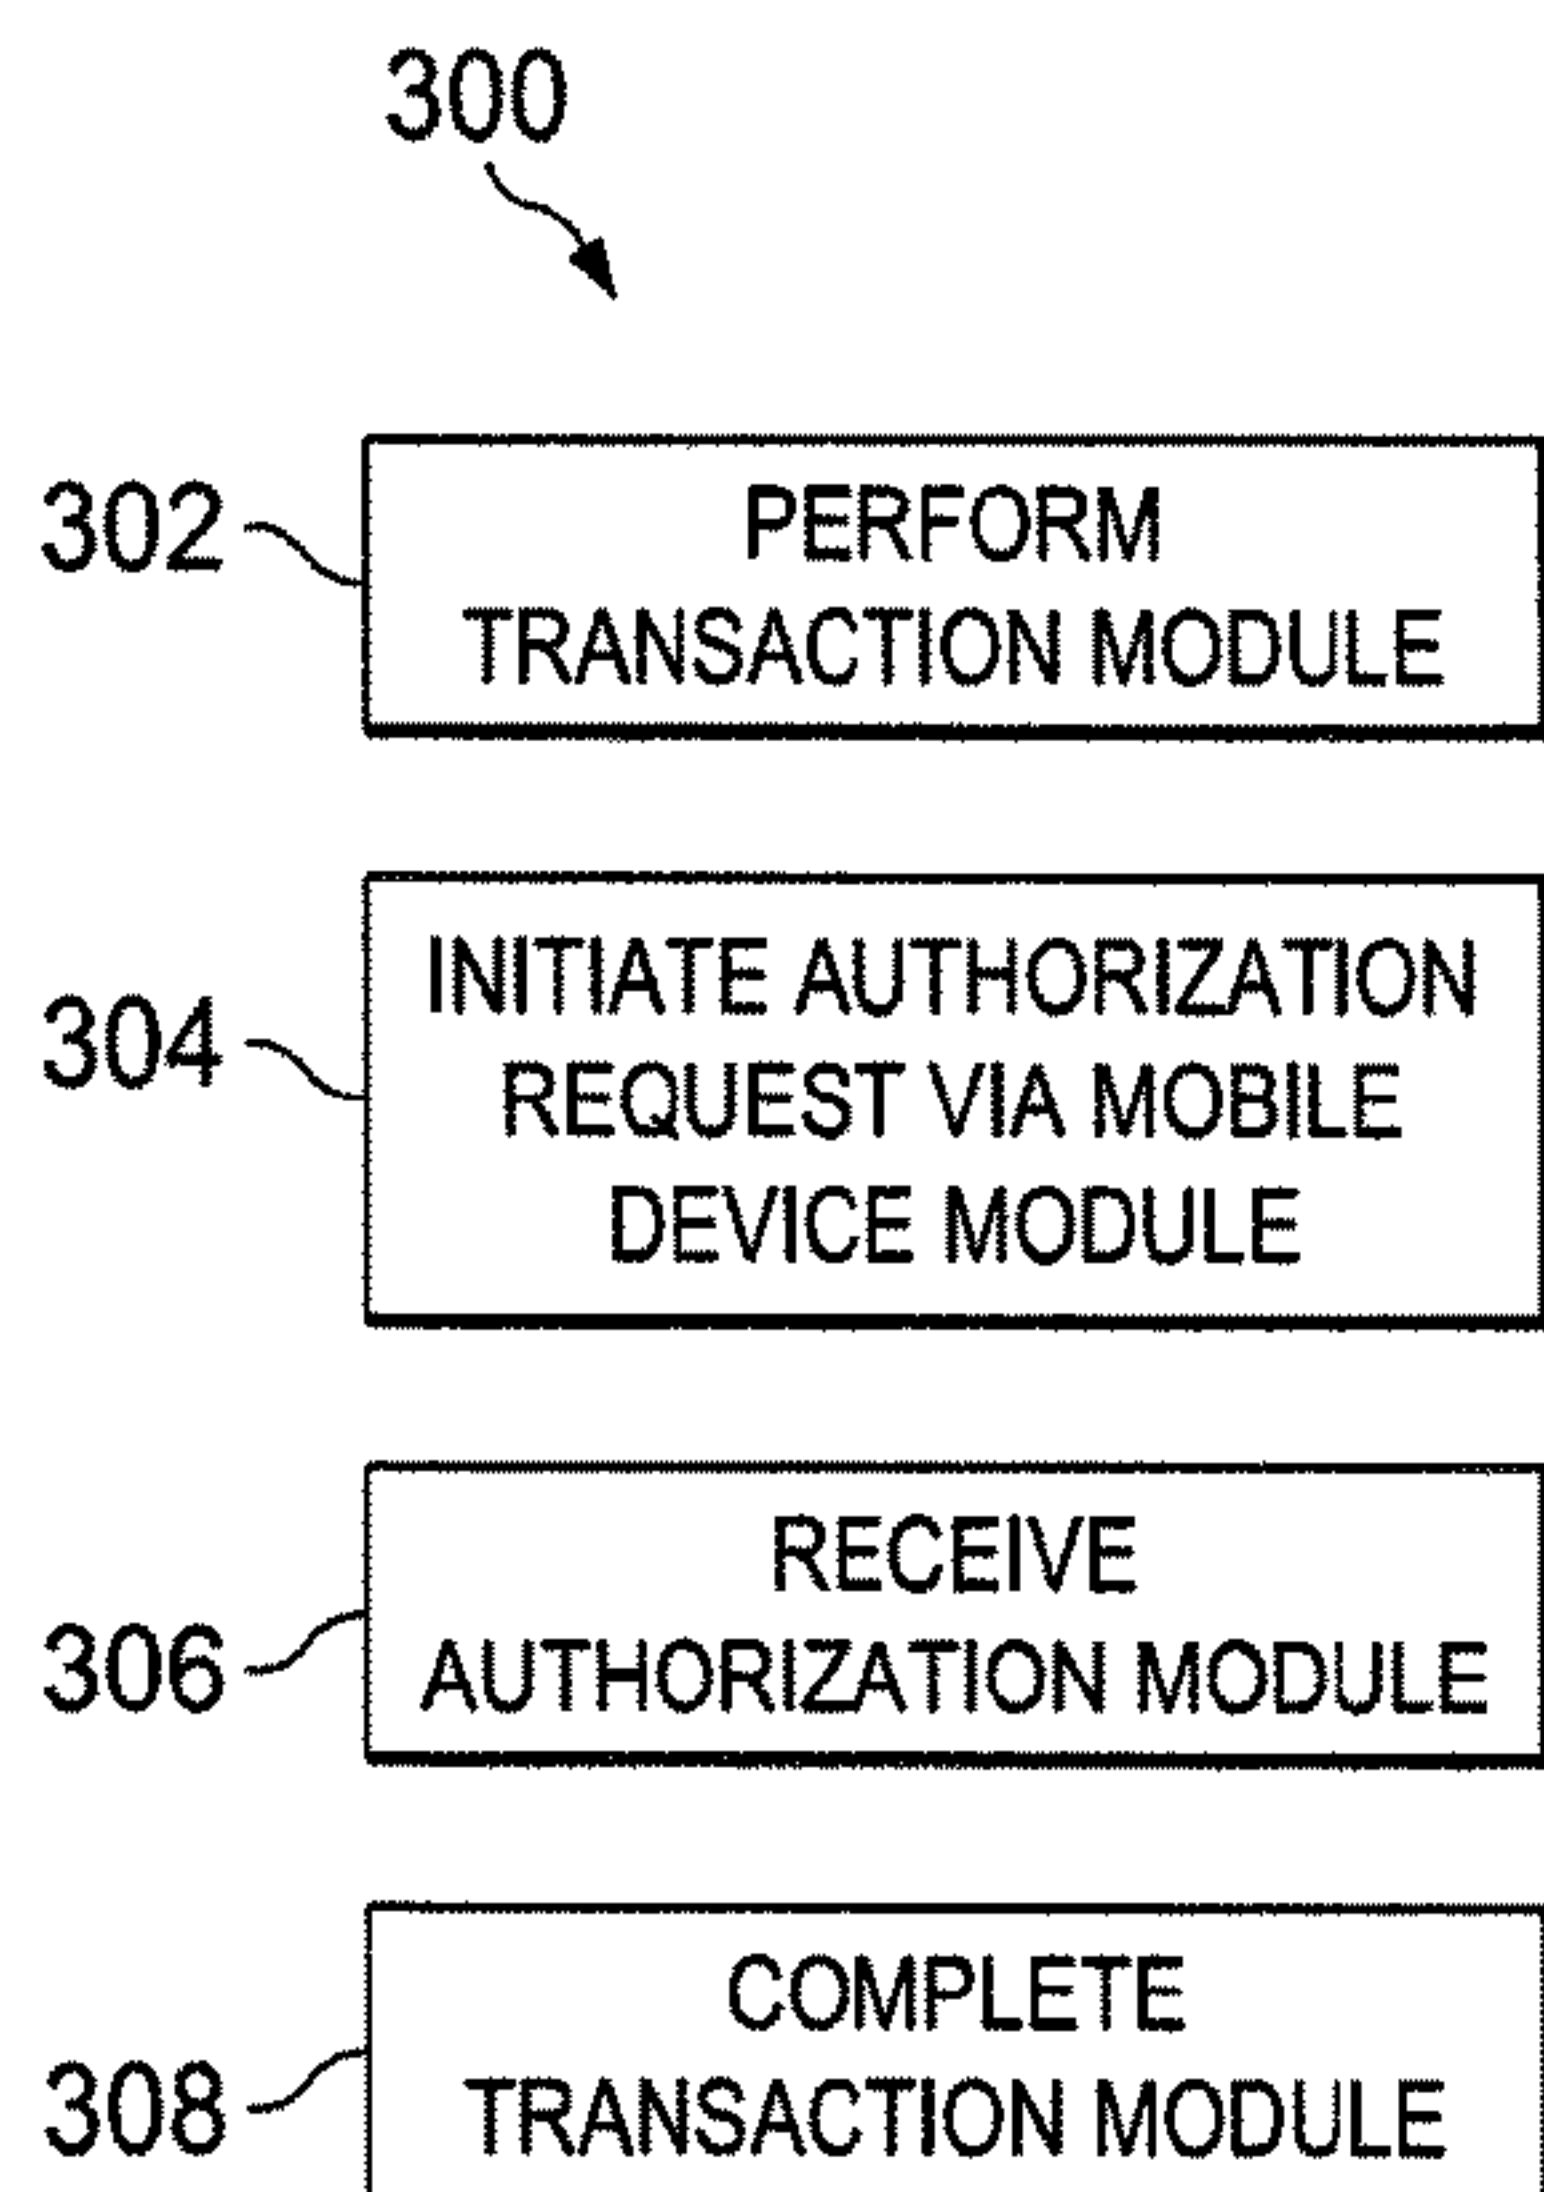 300
302
PERFORM
TRANSACTION MODULE
304
INITIATE AUTHORIZATION
REQUEST VIA MOBILE
DEVICE MODULE
306
RECEIVE
AUTHORIZATION MODULE
308
COMPLETE
TRANSACTION MODULE